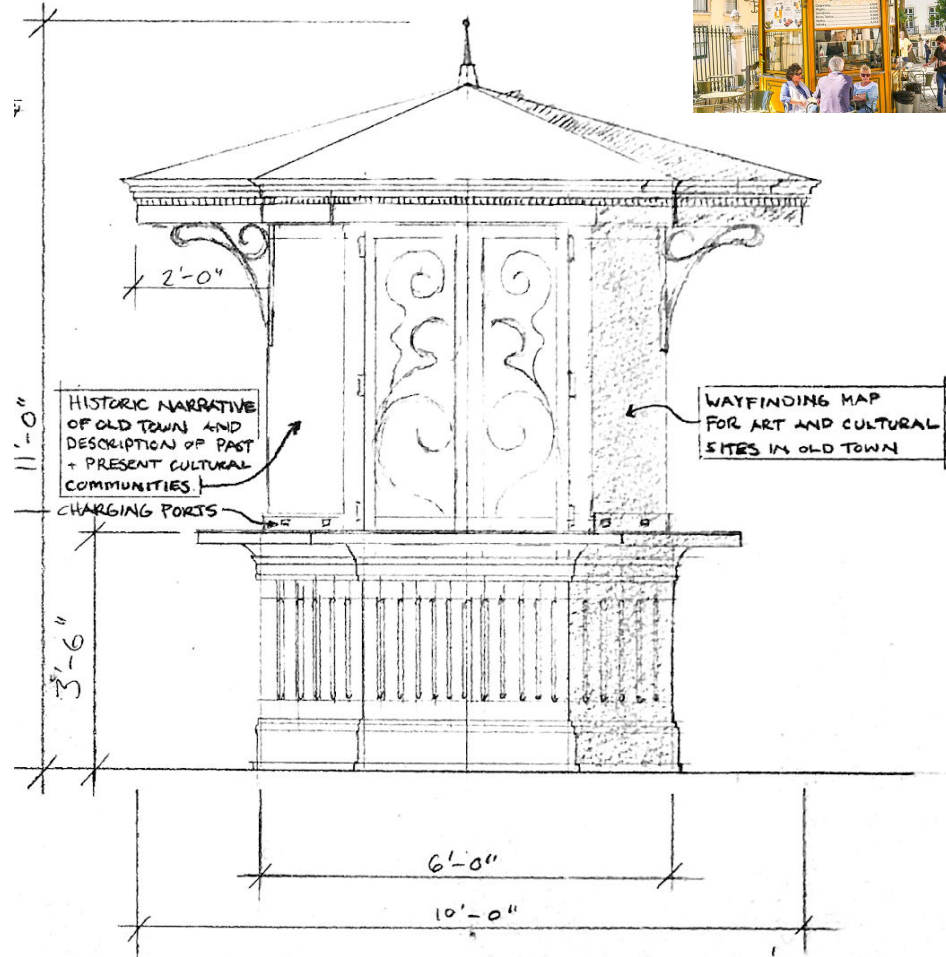 2'-0"
HISTORIC NARRATIVE
OF OLD TOWN AND
DESCRIPTION OF PAST
+ PRESENT CULTURAL
COMMUNITIES.
CHARGING PORTS
WAYFINDING MAP
FOR ART AND CULTURAL
SITES IN OLD TOWN
11'-0"
3'-6"
6'-0"
10'-0"